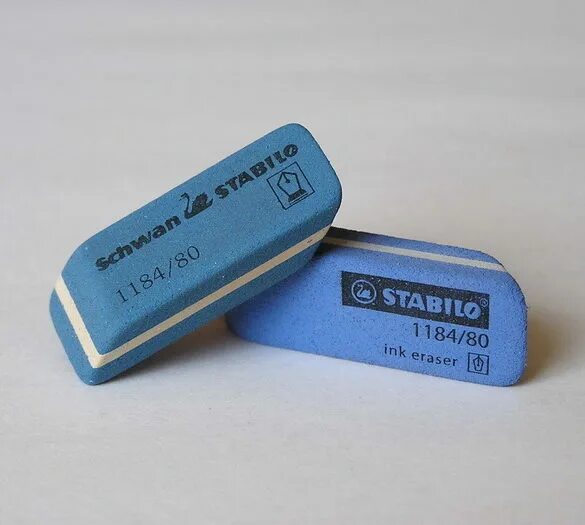 Schwan STABILO
1184/80
STABILO®
1184/80
ink eraser